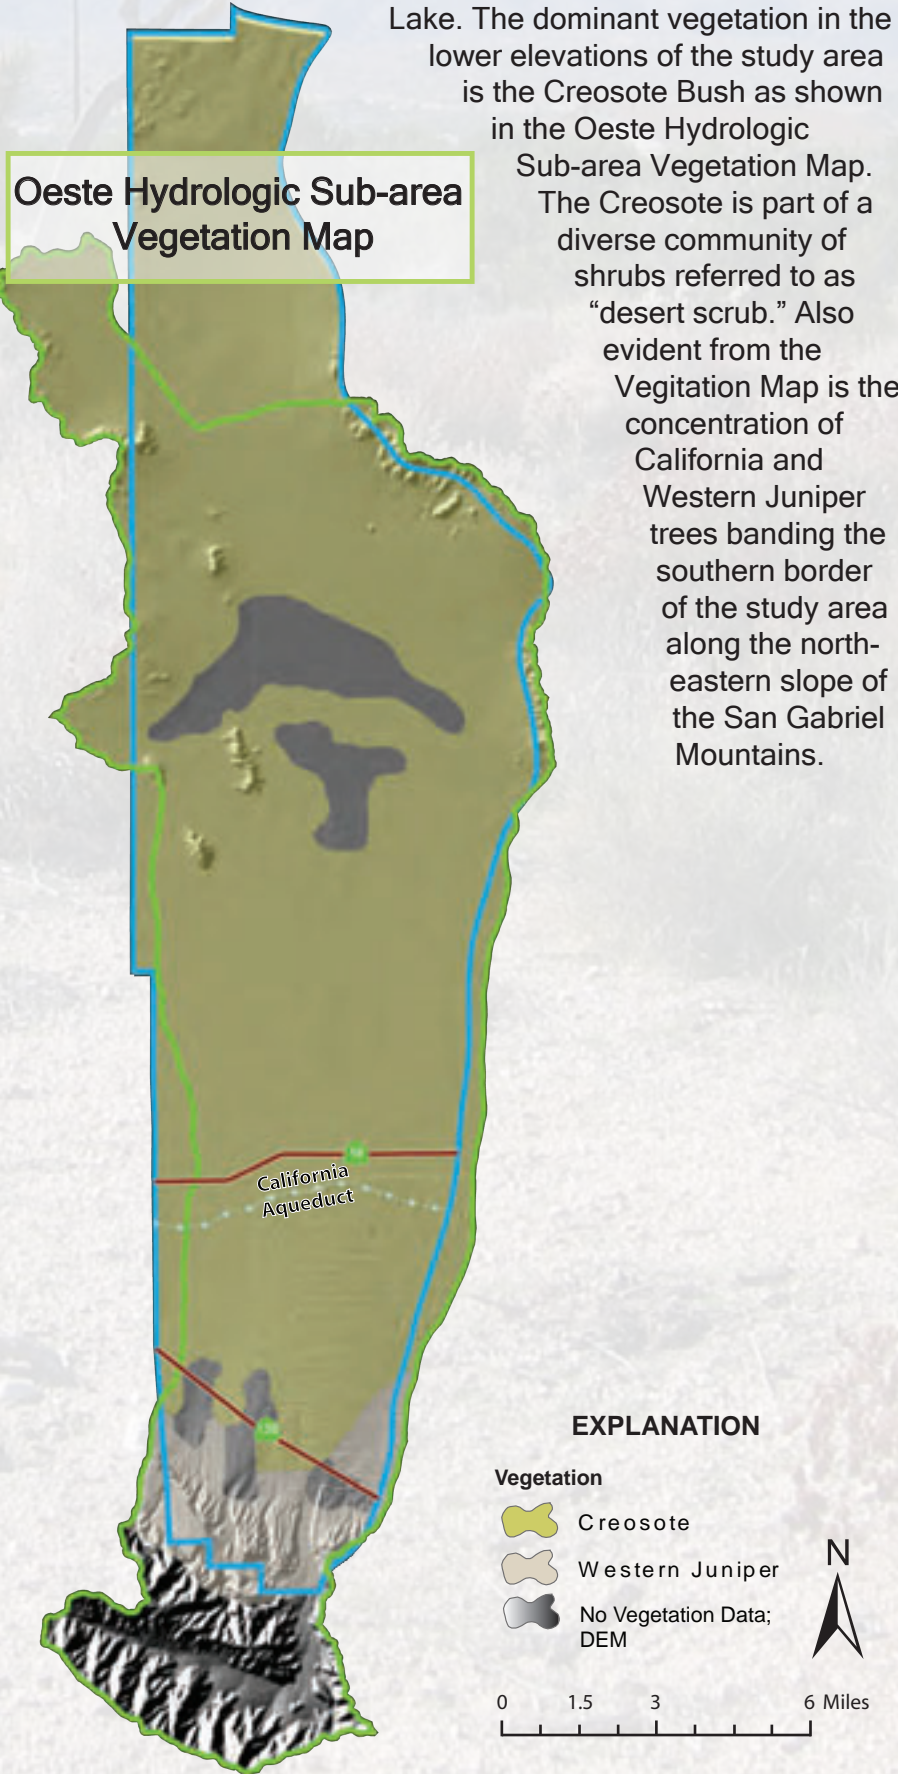 Lake. The dominant vegetation in the
lower elevations of the study area
is the Creosote Bush as shown
in the Oeste Hydrologic
Sub-area Vegetation Map.
The Creosote is part of a
diverse community of
shrubs referred to as
“desert scrub.” Also
evident from the
Vegitation Map is the
concentration of
California and
Western Juniper
trees banding the
southern border
of the study area
along the north-
eastern slope of
the San Gabriel
Mountains.
Oeste Hydrologic Sub-area
Vegetation Map
California
Aqueduct
EXPLANATION
Vegetation
Creosote
Western Juniper
No Vegetation Data;
DEM
N
0 1.5 3 6 Miles